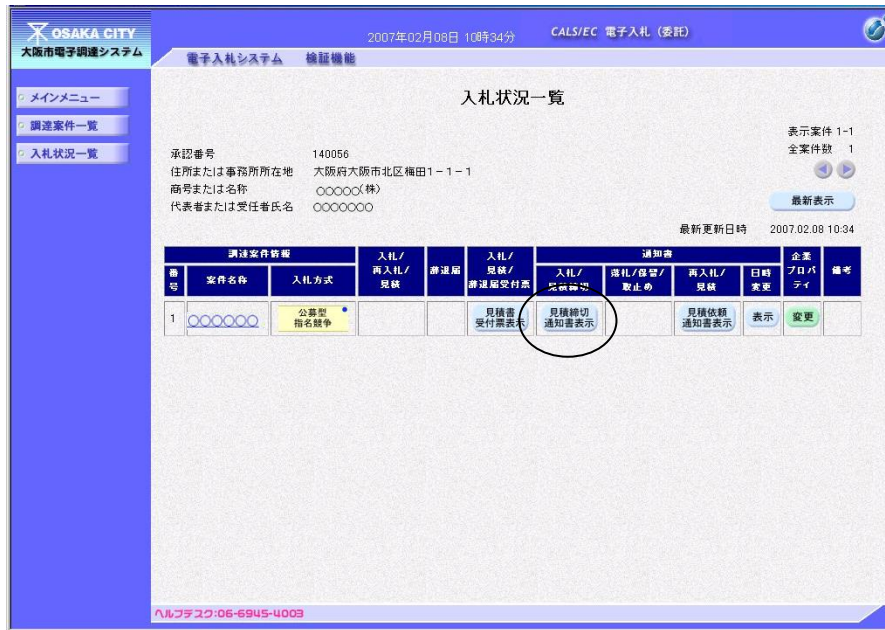 OSAKA CITY
大阪市電子調達システム
2007年02月08日 10時34分
CALS/EC 電子入札（委託）
電子入札システム 検証機能
メインメニュー
調達案件一覧
入札状況一覧
入札状況一覧
表示案件 1-1
全案件数 1
承認番号 140056
住所または事務所所在地 大阪府大阪市北区梅田1-1-1
商号または名称 ○○○○○(株)
代表者または受任者氏名 ○○○○○○○
最新表示
最新更新日時 2007.02.08 10:34
調達案件情報
番号
案件名称
入札方式
入札/
再入札/
見積
辞退届
入札/
見積/
辞退届受付票
通知書
入札/
見積締切
落札/保留/
取止め
再入札/
見積
日時
変更
企業
プロパ
ティ
備考
1
○○○○○○
公募型
指名競争
見積書
受付票表示
見積締切
通知書表示
見積依頼
通知書表示
表示
変更
ヘルプデスク:06-6945-4003